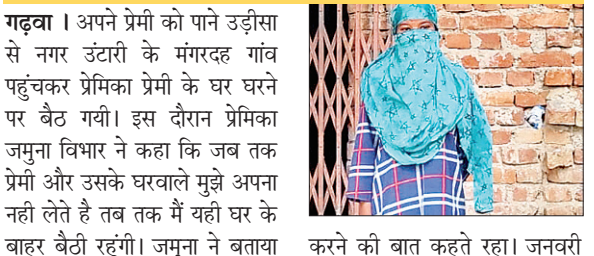 गढ़वा । अपने प्रेमी को पाने उड़ीसा
से नगर उंटारी के मंगरदह गांव
पहुंचकर प्रेमिका प्रेमी के घर घरने
पर बैठ गयी। इस दौरान प्रेमिका
जमुना विभार ने कहा कि जब तक
प्रेमी और उसके घरवाले मुझे अपना
नही लेते है तब तक मैं यही घर के
बाहर बैठी रहूंगी। जमुना ने बताया
करने की बात कहते रहा। जनवरी